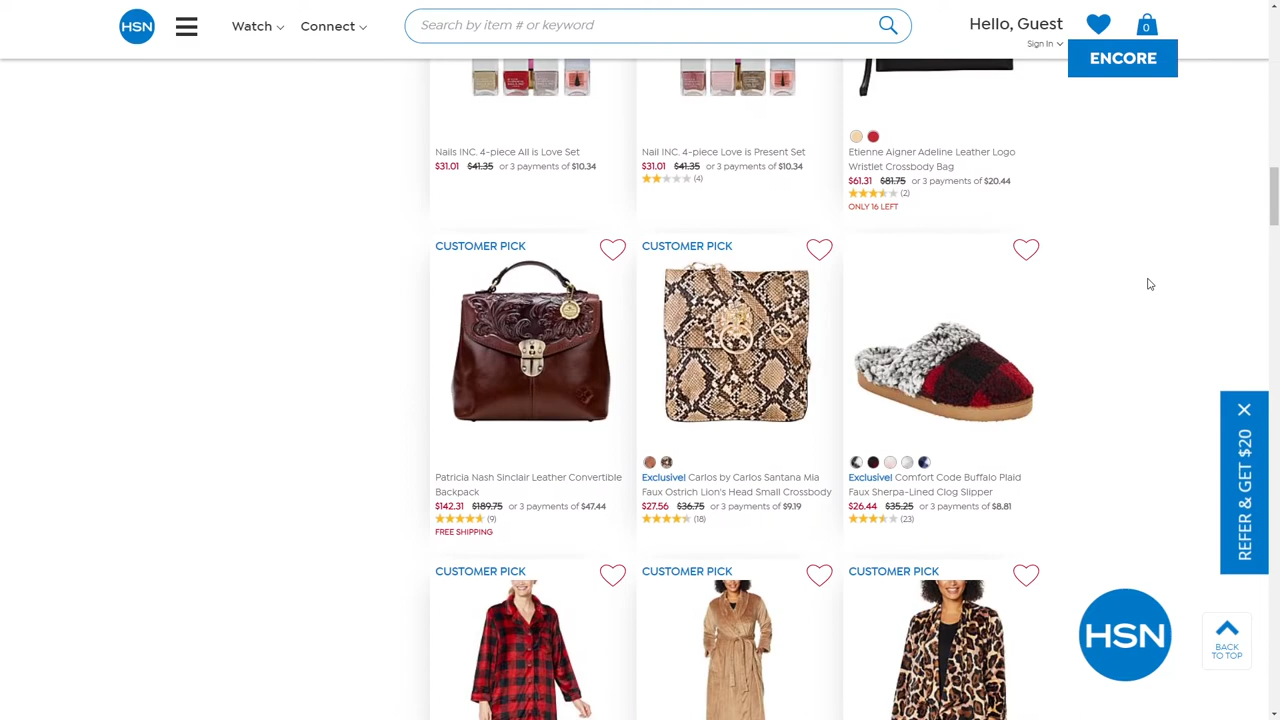 HSN
Watch
Connect
Search by item # or keyword
Hello, Guest
Sign In
0
ENCORE
Nails INC. 4-piece All is Love Set
$31.01 $41.35 or 3 payments of $10.34
Nail INC. 4-piece Love is Present Set
$31.01 $41.35 or 3 payments of $10.34
(4)
Etienne Aigner Adeline Leather Logo
Wristlet Crossbody Bag
$61.31 $81.75 or 3 payments of $20.44
(2)
ONLY 16 LEFT
CUSTOMER PICK
Patricia Nash Sinclair Leather Convertible
Backpack
$142.31 $189.75 or 3 payments of $47.44
(9)
FREE SHIPPING
CUSTOMER PICK
Exclusive! Carlos by Carlos Santana Mia
Faux Ostrich Lion's Head Small Crossbody
$27.56 $36.75 or 3 payments of $9.19
(18)
Exclusive! Comfort Code Buffalo Plaid
Faux Sherpa-Lined Clog Slipper
$26.44 $35.25 or 3 payments of $8.81
(23)
CUSTOMER PICK
CUSTOMER PICK
CUSTOMER PICK
REFER & GET $20
HSN
BACK
TO TOP